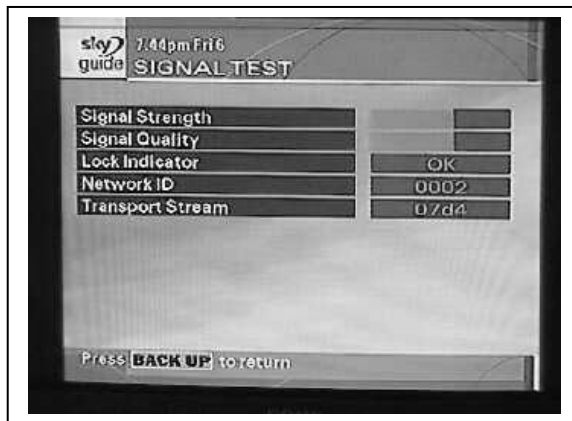 sky 7.44pm Fri 6
guide SIGNAL TEST
Signal Strength
Signal Quality
Lock Indicator OK
Network ID 0002
Transport Stream 07d4
Press BACK UP to return